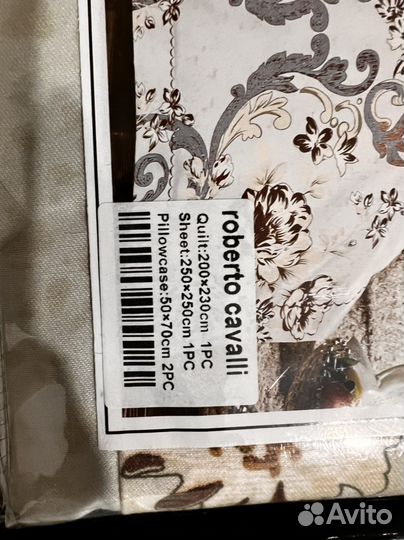 roberto cavalli
Quilt:200×230cm 1PC
Sheet:250×250cm 1PC
Pillowcase:50×70cm 2PC
Avito